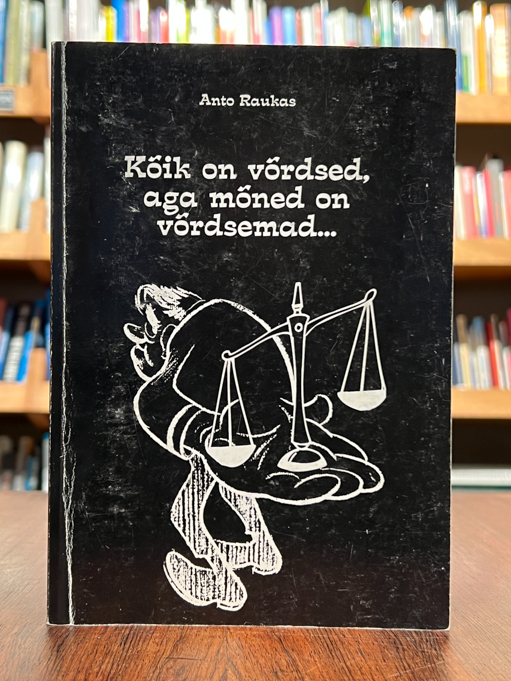 Anto Raukas
Kõik on võrdsed,
aga mõned on
võrdsemad...